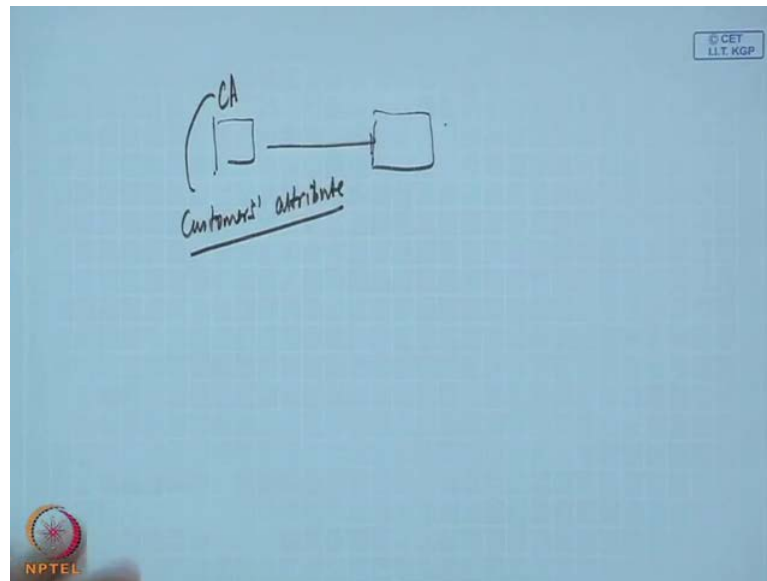 © CET
I.I.T. KGP
CA
Customers' attribute
NPTEL